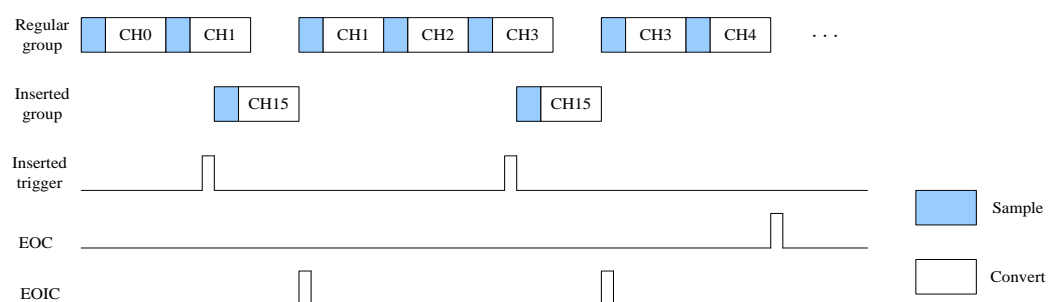 Regular
group
CH0
CH1
CH1
CH2
CH3
CH3
CH4
. . .
Inserted
group
CH15
CH15
Inserted
trigger
EOC
EOIC
Sample
Convert